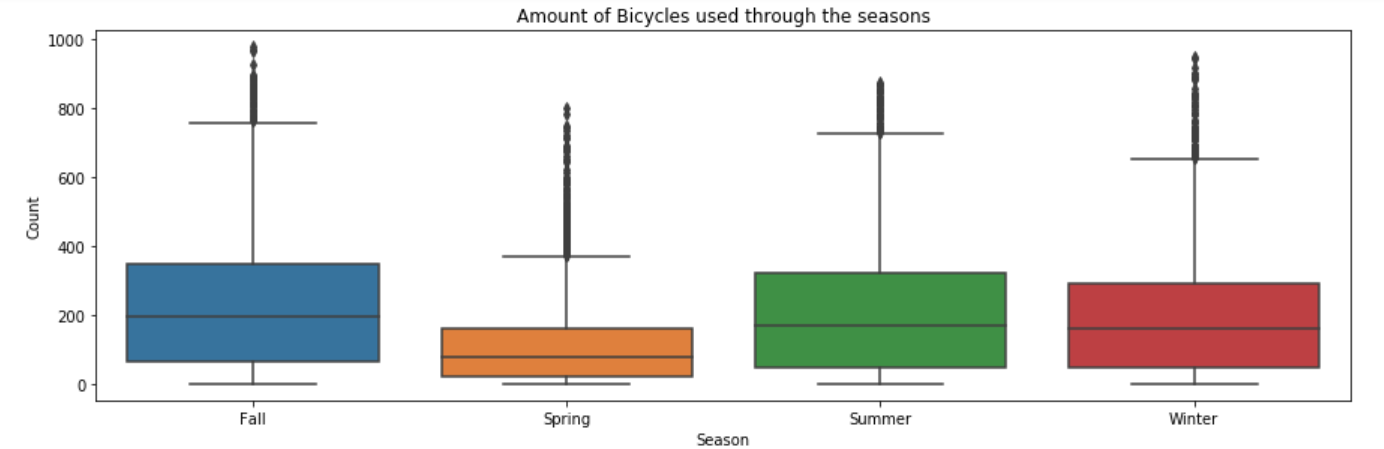 Amount of Bicycles used through the seasons
1000
800
600
400
200
0
Count
Fall Spring Summer Winter
Season